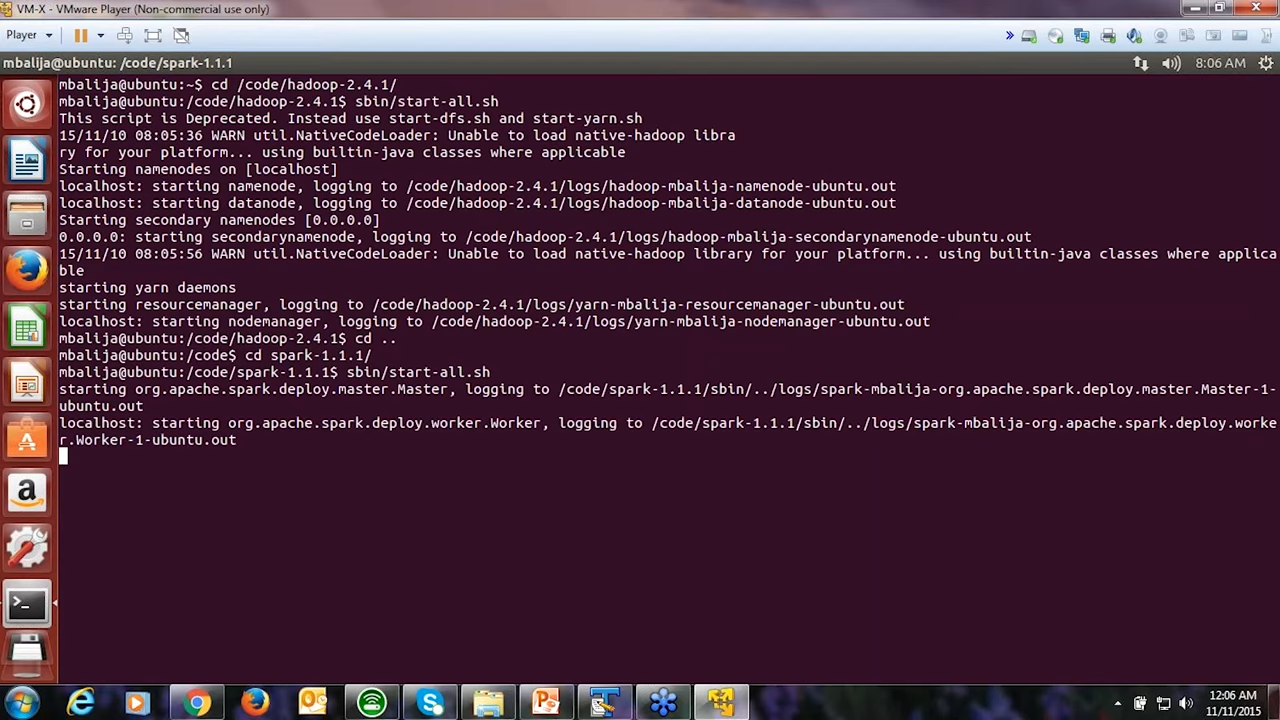 VM-X - VMware Player (Non-commercial use only)
Player
mbalija@ubuntu: /code/spark-1.1.1
8:06 AM
mbalija@ubuntu:~$ cd /code/hadoop-2.4.1/
mbalija@ubuntu:/code/hadoop-2.4.1$ sbin/start-all.sh
This script is Deprecated. Instead use start-dfs.sh and start-yarn.sh
15/11/10 08:05:36 WARN util.NativeCodeLoader: Unable to load native-hadoop libra
ry for your platform... using builtin-java classes where applicable
Starting namenodes on [localhost]
localhost: starting namenode, logging to /code/hadoop-2.4.1/logs/hadoop-mbalija-namenode-ubuntu.out
localhost: starting datanode, logging to /code/hadoop-2.4.1/logs/hadoop-mbalija-datanode-ubuntu.out
Starting secondary namenodes [0.0.0.0]
0.0.0.0: starting secondarynamenode, logging to /code/hadoop-2.4.1/logs/hadoop-mbalija-secondarynamenode-ubuntu.out
15/11/10 08:05:56 WARN util.NativeCodeLoader: Unable to load native-hadoop library for your platform... using builtin-java classes where applica
ble
starting yarn daemons
starting resourcemanager, logging to /code/hadoop-2.4.1/logs/yarn-mbalija-resourcemanager-ubuntu.out
localhost: starting nodemanager, logging to /code/hadoop-2.4.1/logs/yarn-mbalija-nodemanager-ubuntu.out
mbalija@ubuntu:/code/hadoop-2.4.1$ cd ..
mbalija@ubuntu:/code$ cd spark-1.1.1/
mbalija@ubuntu:/code/spark-1.1.1$ sbin/start-all.sh
starting org.apache.spark.deploy.master.Master, logging to /code/spark-1.1.1/sbin/../logs/spark-mbalija-org.apache.spark.deploy.master.Master-1-
ubuntu.out
localhost: starting org.apache.spark.deploy.worker.Worker, logging to /code/spark-1.1.1/sbin/../logs/spark-mbalija-org.apache.spark.deploy.worke
r.Worker-1-ubuntu.out
12:06 AM
11/11/2015